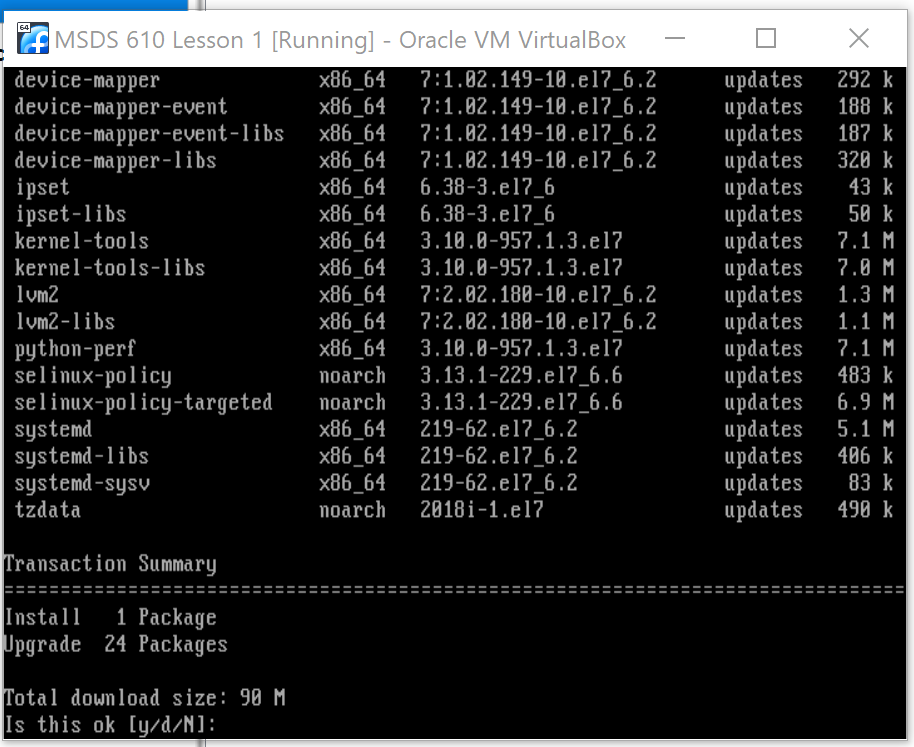 64
MSDS 610 Lesson 1 [Running] - Oracle VM VirtualBox
device-mapper x86_64 7:1.02.149-10.el7_6.2 updates 292 k
device-mapper-event x86_64 7:1.02.149-10.el7_6.2 updates 188 k
device-mapper-event-libs x86_64 7:1.02.149-10.el7_6.2 updates 187 k
device-mapper-libs x86_64 7:1.02.149-10.el7_6.2 updates 320 k
ipset x86_64 6.38-3.el7_6 updates 43 k
ipset-libs x86_64 6.38-3.el7_6 updates 50 k
kernel-tools x86_64 3.10.0-957.1.3.el7 updates 7.1 M
kernel-tools-libs x86_64 3.10.0-957.1.3.el7 updates 7.0 M
lvm2 x86_64 7:2.02.180-10.el7_6.2 updates 1.3 M
lvm2-libs x86_64 7:2.02.180-10.el7_6.2 updates 1.1 M
python-perf x86_64 3.10.0-957.1.3.el7 updates 7.1 M
selinux-policy noarch 3.13.1-229.el7_6.6 updates 483 k
selinux-policy-targeted noarch 3.13.1-229.el7_6.6 updates 6.9 M
systemd x86_64 219-62.el7_6.2 updates 5.1 M
systemd-libs x86_64 219-62.el7_6.2 updates 406 k
systemd-sysv x86_64 219-62.el7_6.2 updates 83 k
tzdata noarch 2018i-1.el7 updates 490 k
Transaction Summary
================================================================================
Install 1 Package
Upgrade 24 Packages
Total download size: 90 M
Is this ok [y/d/N]: